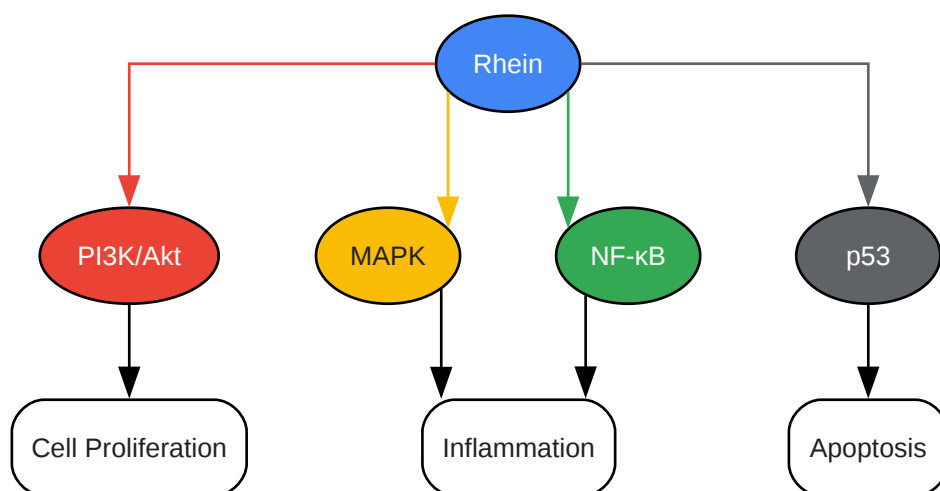 Rhein
PI3K/Akt
MAPK
NF-κB
p53
Cell Proliferation
Inflammation
Apoptosis